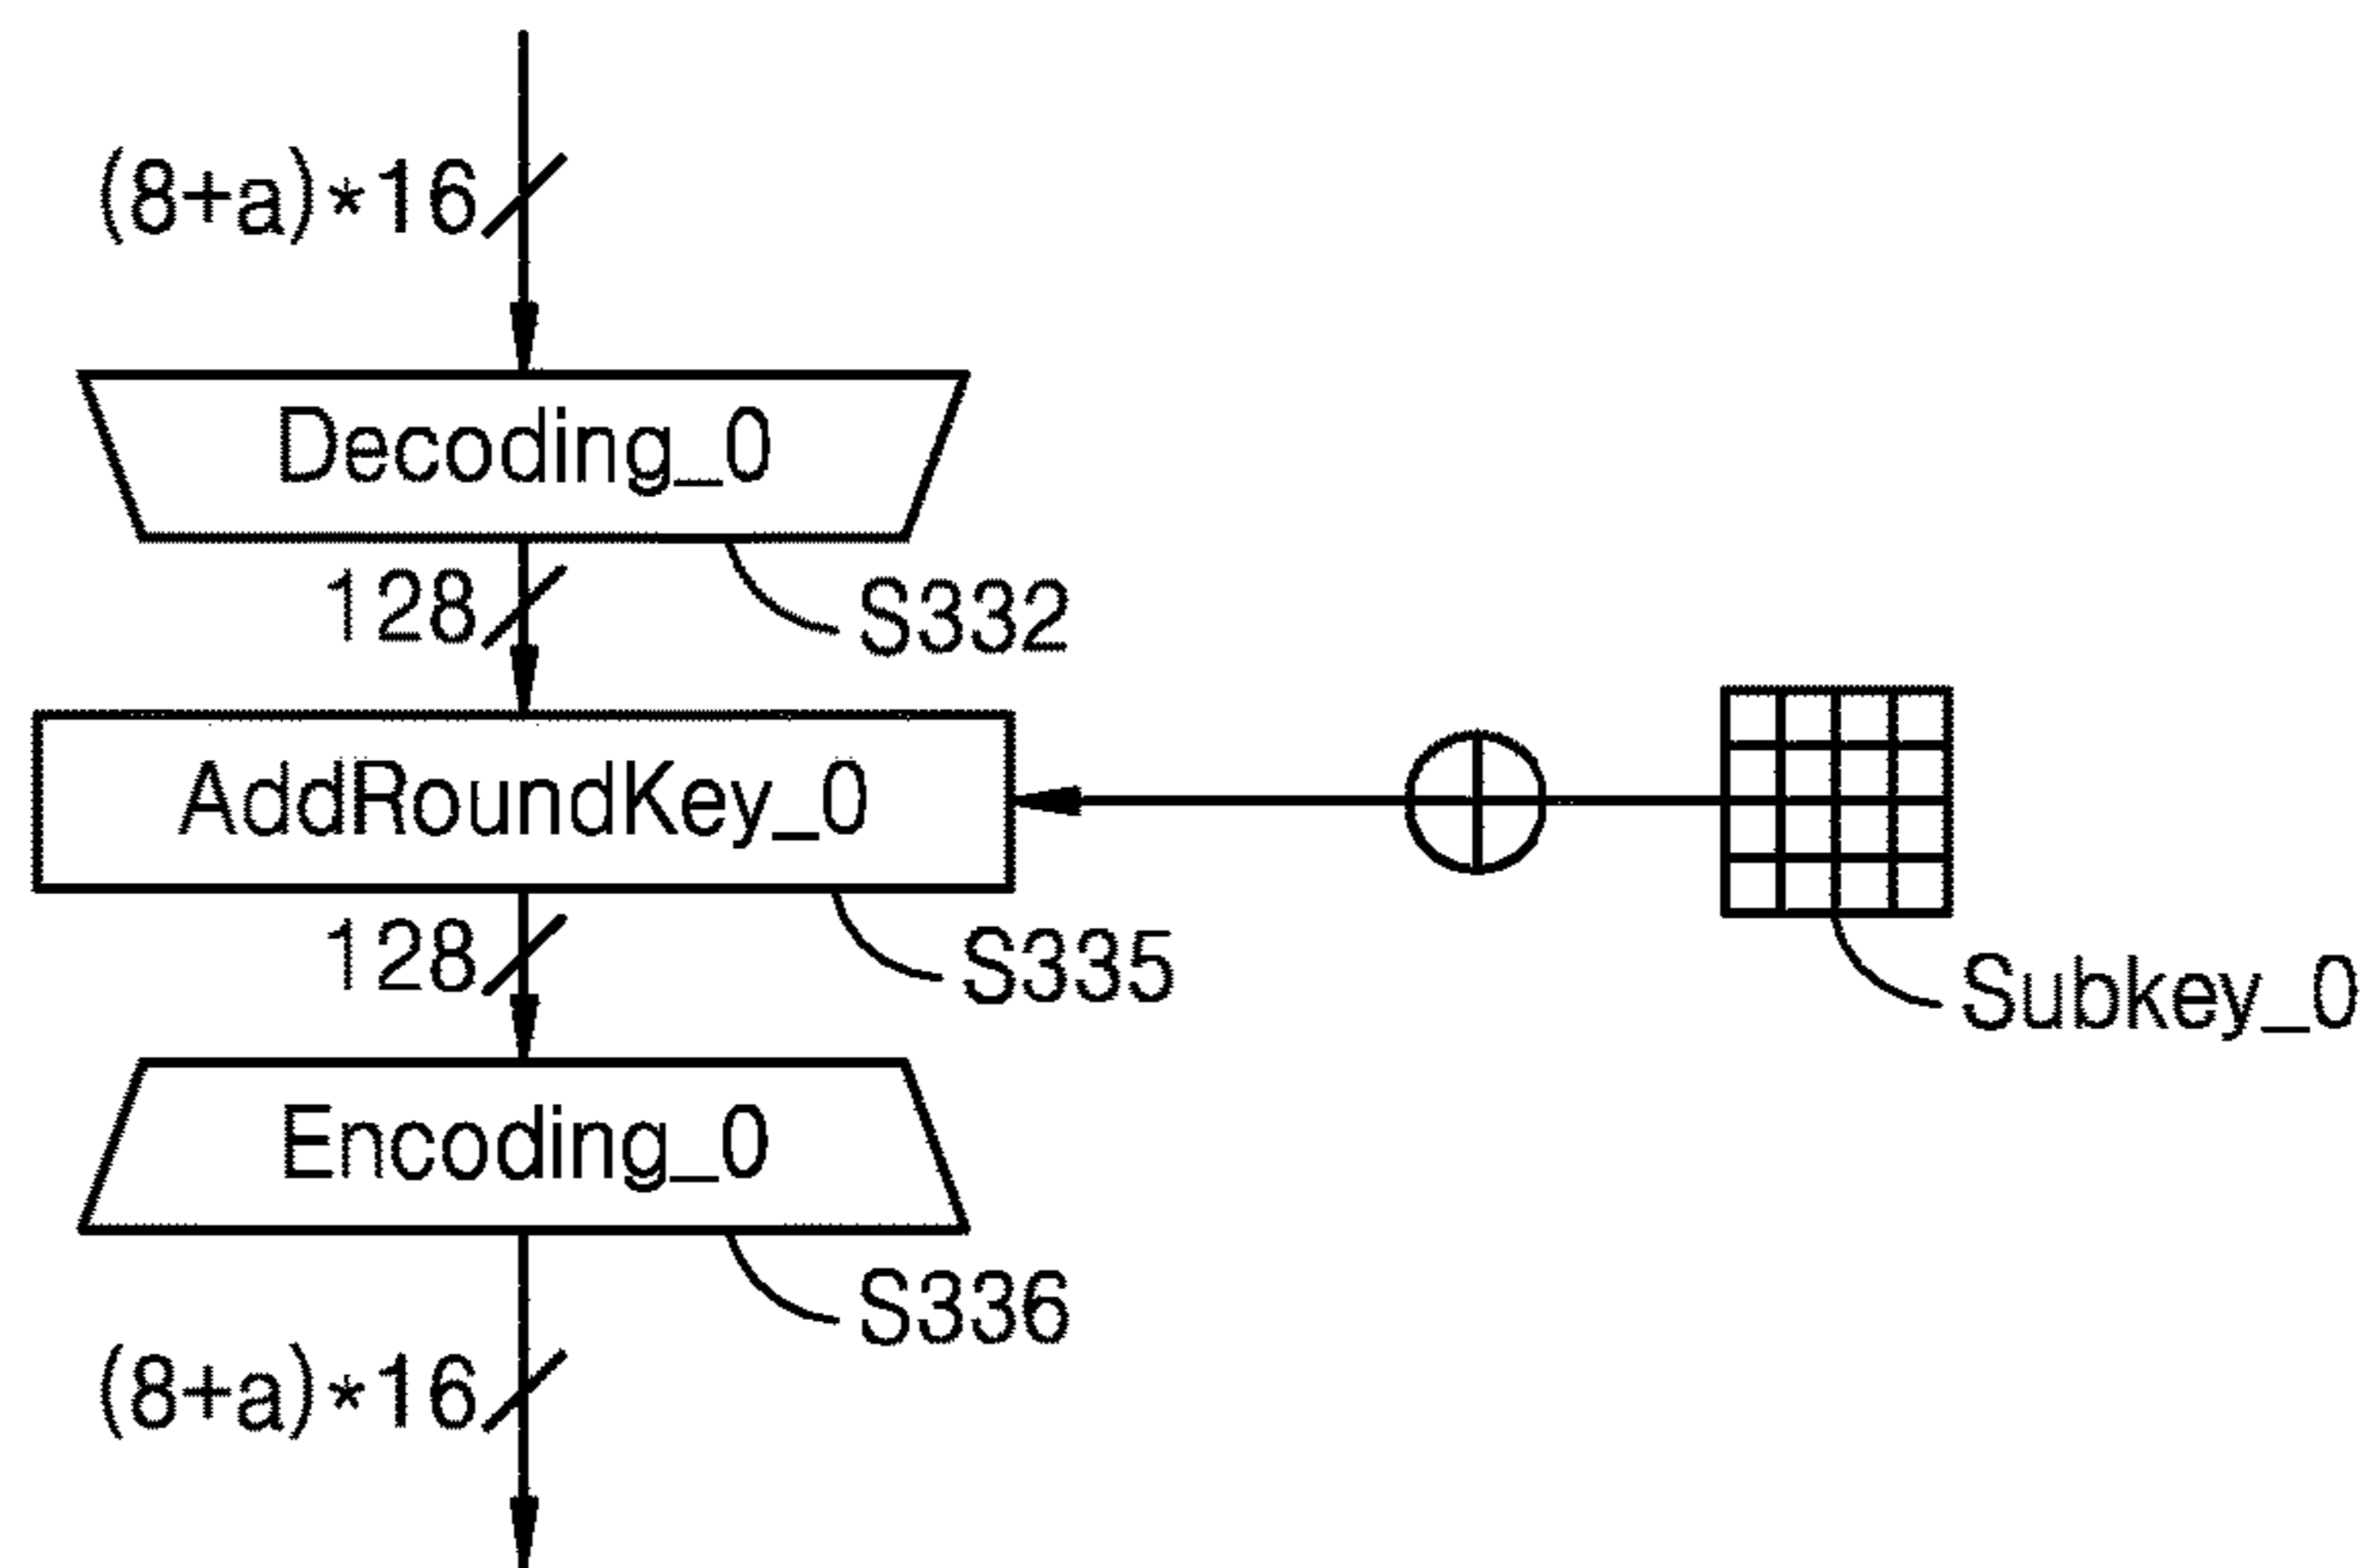 (8+a)*16
Decoding_0
128
S332
AddRoundKey_0
128
S335
Subkey_0
Encoding_0
S336
(8+a)*16